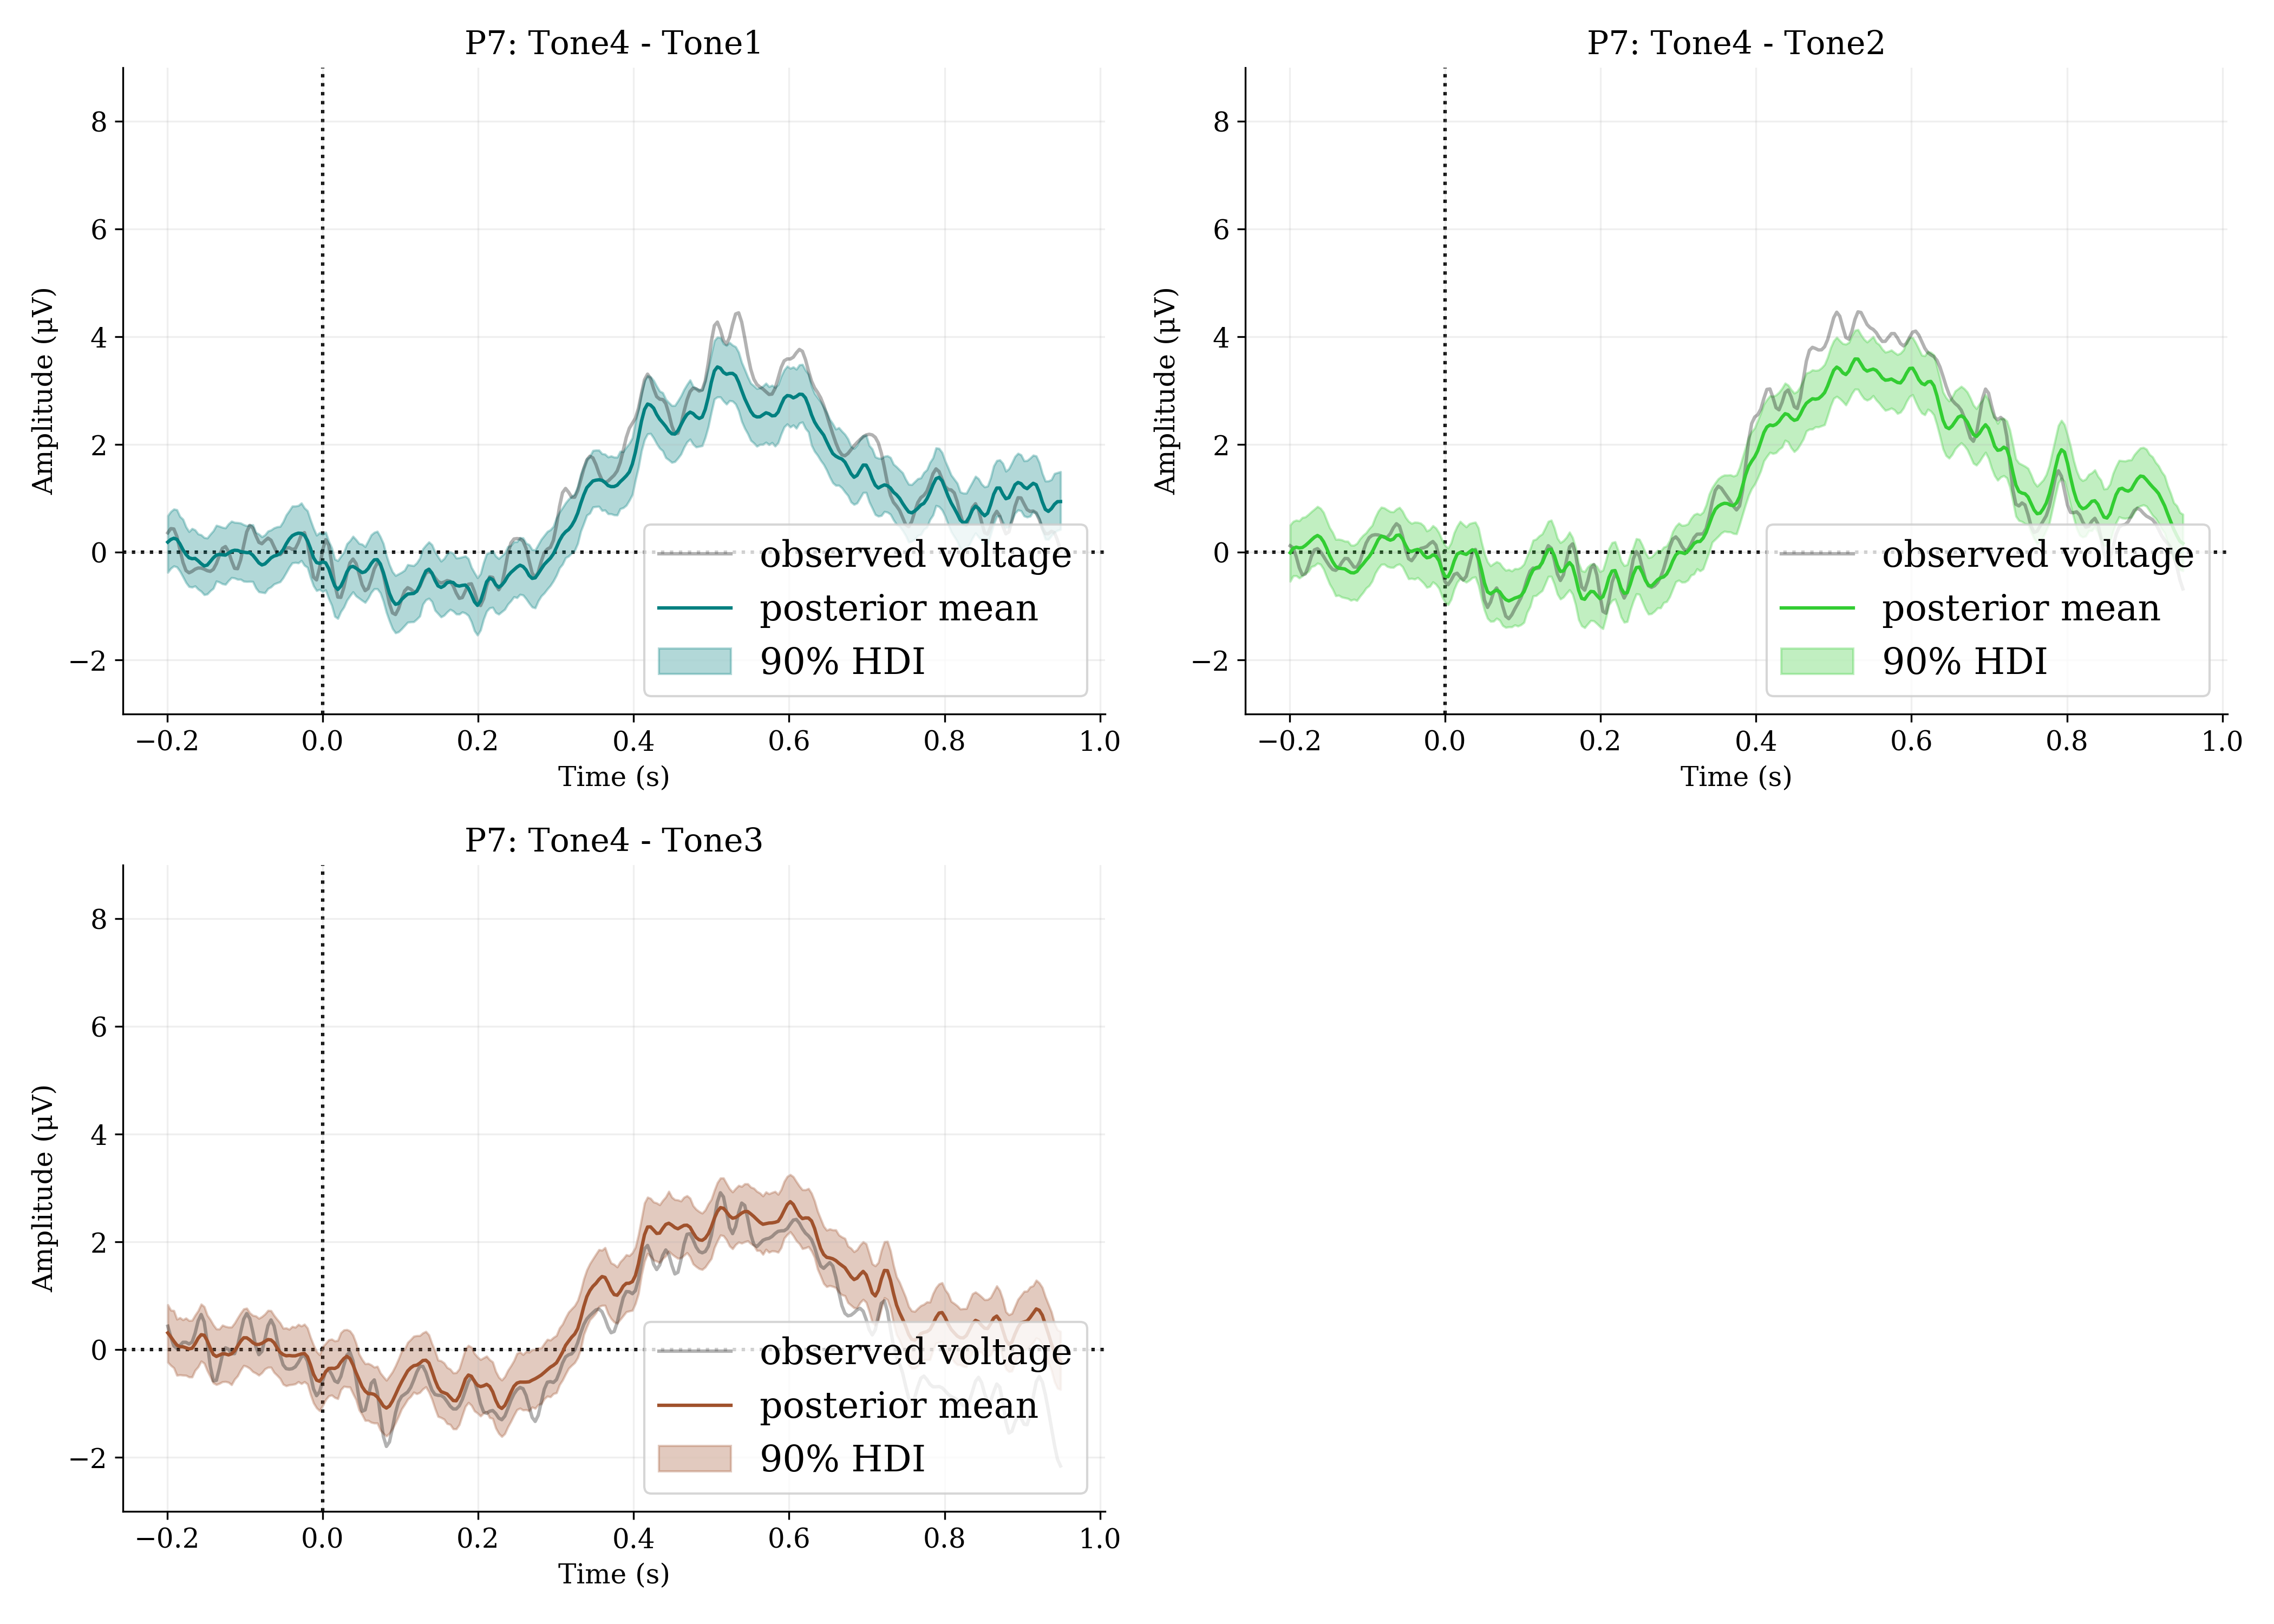 P7: Tone4 - Tone1
Amplitude (µV)
8
6
4
2
0
−2
observed voltage
posterior mean
90% HDI
−0.2 0.0 0.2 0.4 0.6 0.8 1.0
Time (s)
P7: Tone4 - Tone2
Amplitude (µV)
8
6
4
2
0
−2
observed voltage
posterior mean
90% HDI
−0.2 0.0 0.2 0.4 0.6 0.8 1.0
Time (s)
P7: Tone4 - Tone3
Amplitude (µV)
8
6
4
2
0
−2
observed voltage
posterior mean
90% HDI
−0.2 0.0 0.2 0.4 0.6 0.8 1.0
Time (s)